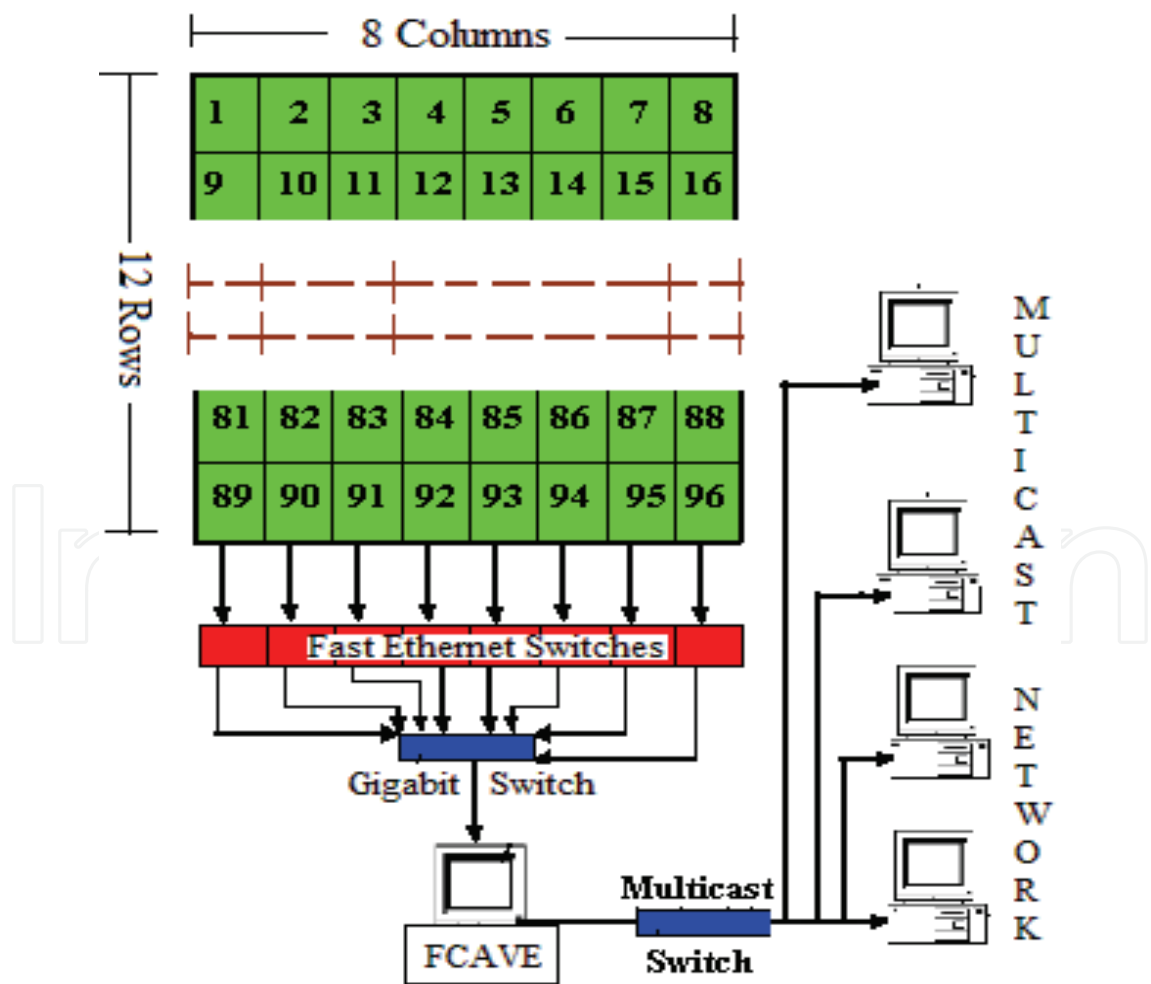 8 Columns
12 Rows
1 2 3 4 5 6 7 8
9 10 11 12 13 14 15 16
81 82 83 84 85 86 87 88
89 90 91 92 93 94 95 96
Fast Ethernet Switches
Gigabit Switch
FCAVE
Multicast
Switch
MULTICAST
NETWORK